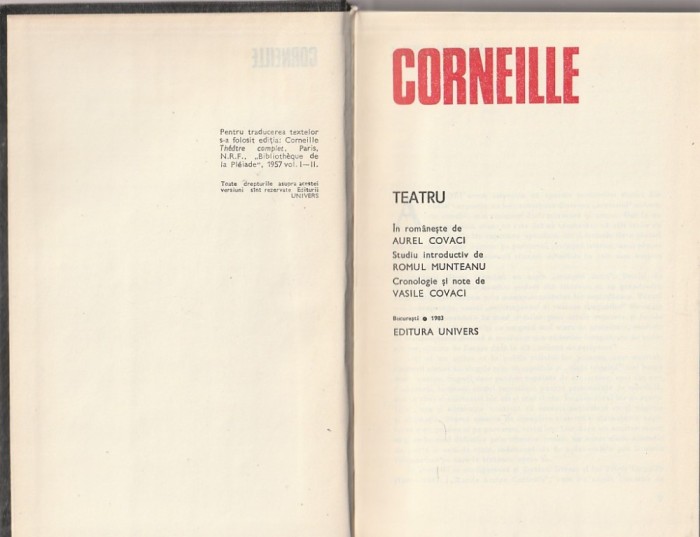 Pentru traducerea textelor
s-a folosit ediția: Corneille
Théâtre complet, Paris,
N.R.F., „Bibliothèque de
la Pléiade“, 1957 vol. I—II.
Toate drepturile asupra acestei
versiuni sînt rezervate Editurii
UNIVERS
CORNEILLE
TEATRU
În românește de
AUREL COVACI
Studiu introductiv de
ROMUL MUNTEANU
Cronologie și note de
VASILE COVACI
București ● 1983
EDITURA UNIVERS